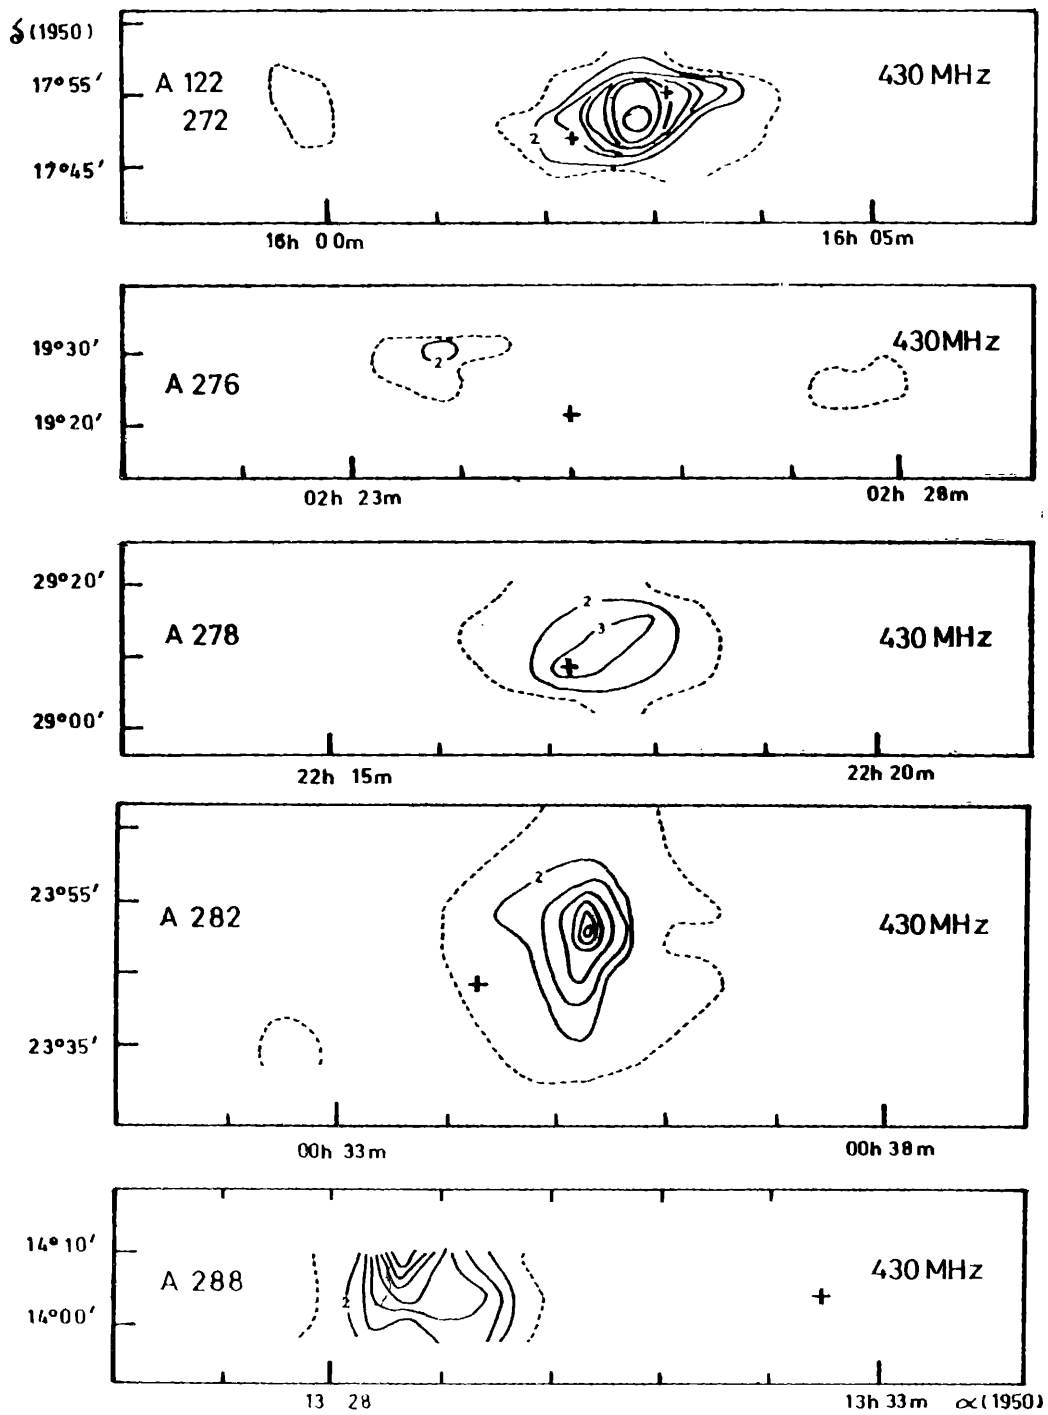 δ(1950)
17°55′
A 122
272
430 MHz
2
17°45′
16h 00m
16h 05m
19°30′
430MHz
2
A 276
19°20′
02h 23m
02h 28m
29°20′
2
3
A 278
430 MHz
29°00′
22h 15m
22h 20m
23°55′
2
A 282
430MHz
23°35′
00h 33m
00h 38m
14°10′
A 288
430 MHz
2
14°00′
13 28
13h 33m α(1950)